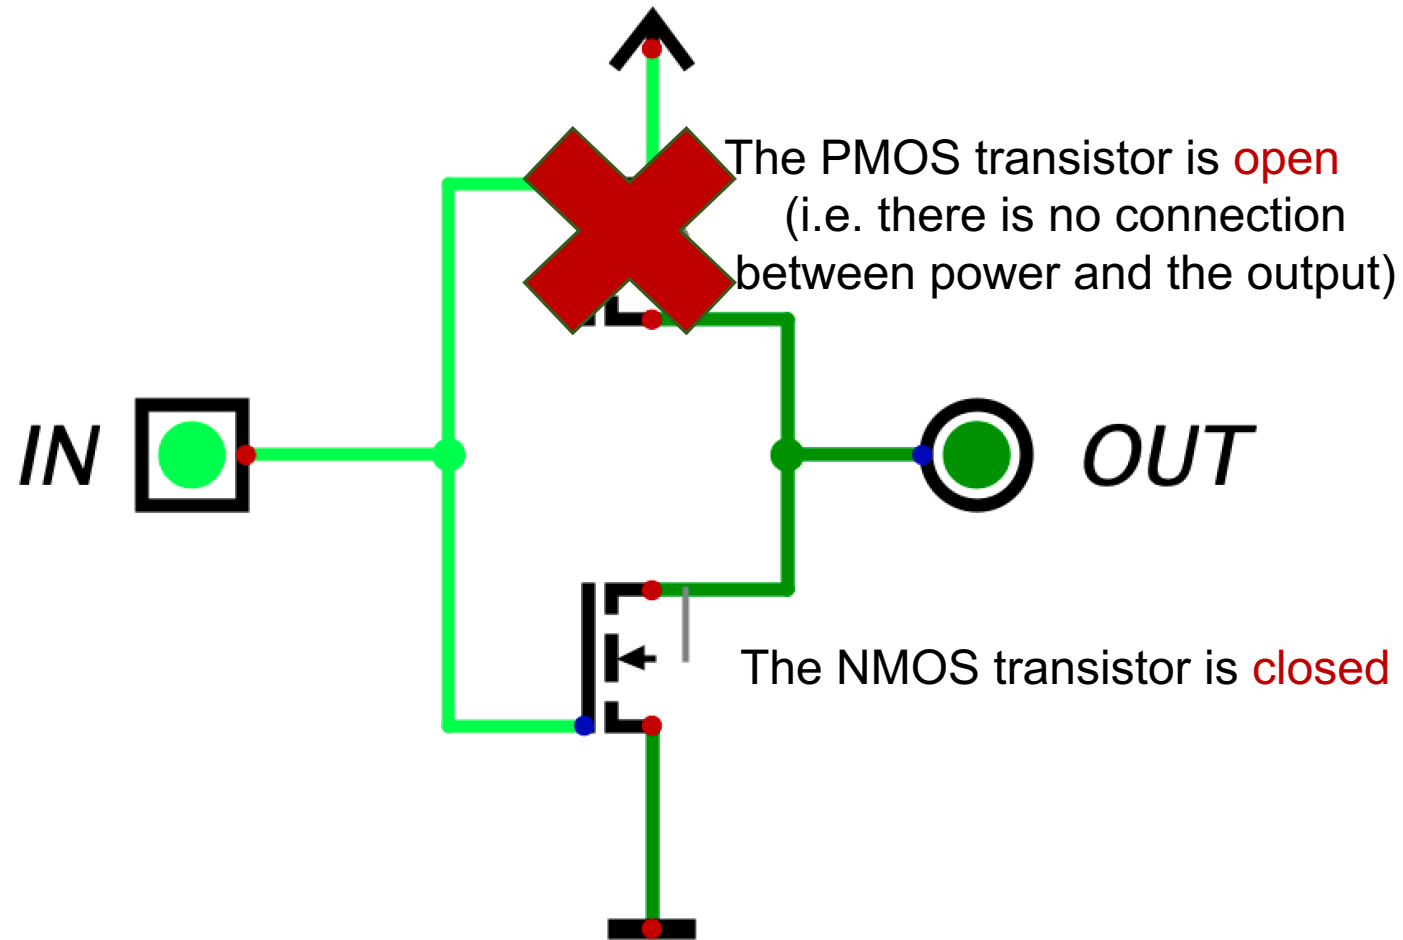 The PMOS transistor is open
(i.e. there is no connection
between power and the output)
IN
OUT
The NMOS transistor is closed